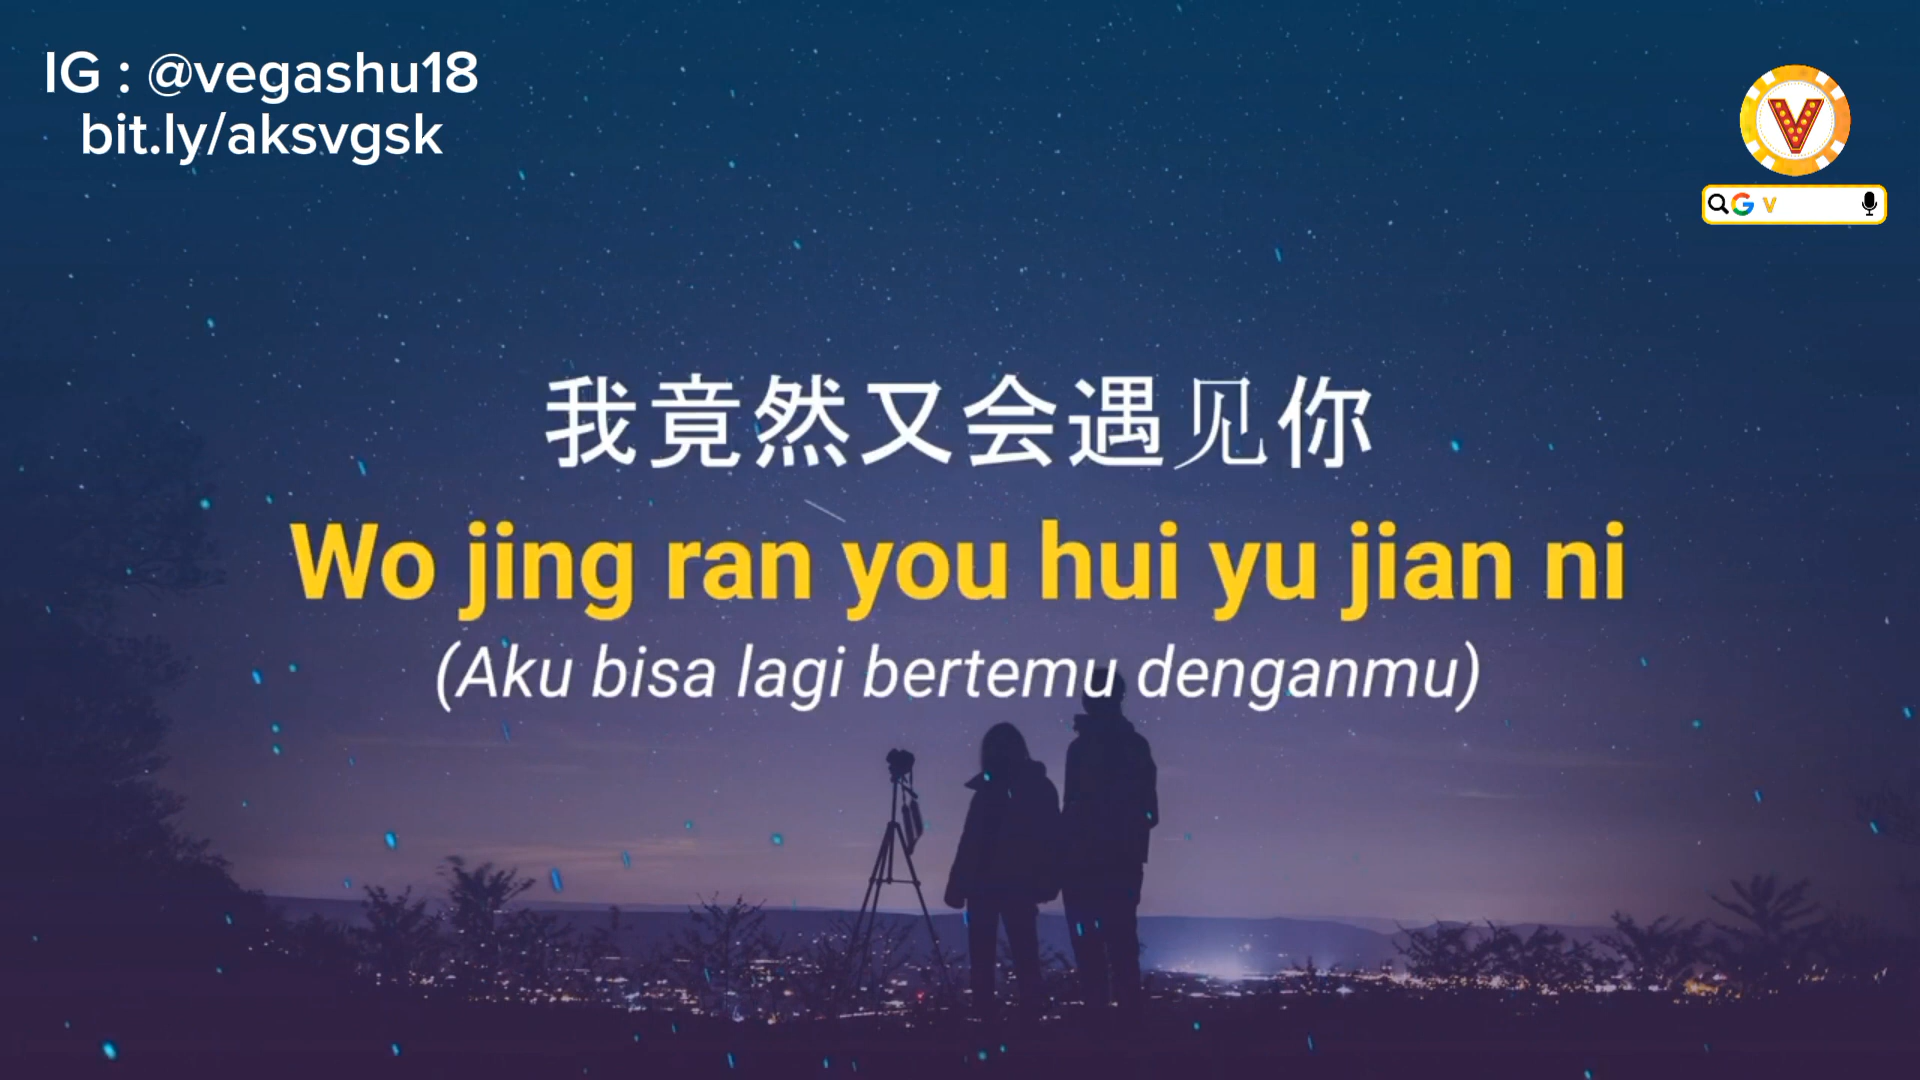 IG : @vegashu18
bit.ly/aksvgsk
V
V
我竟然又会遇见你
Wo jing ran you hui yu jian ni
(Aku bisa lagi bertemu denganmu)